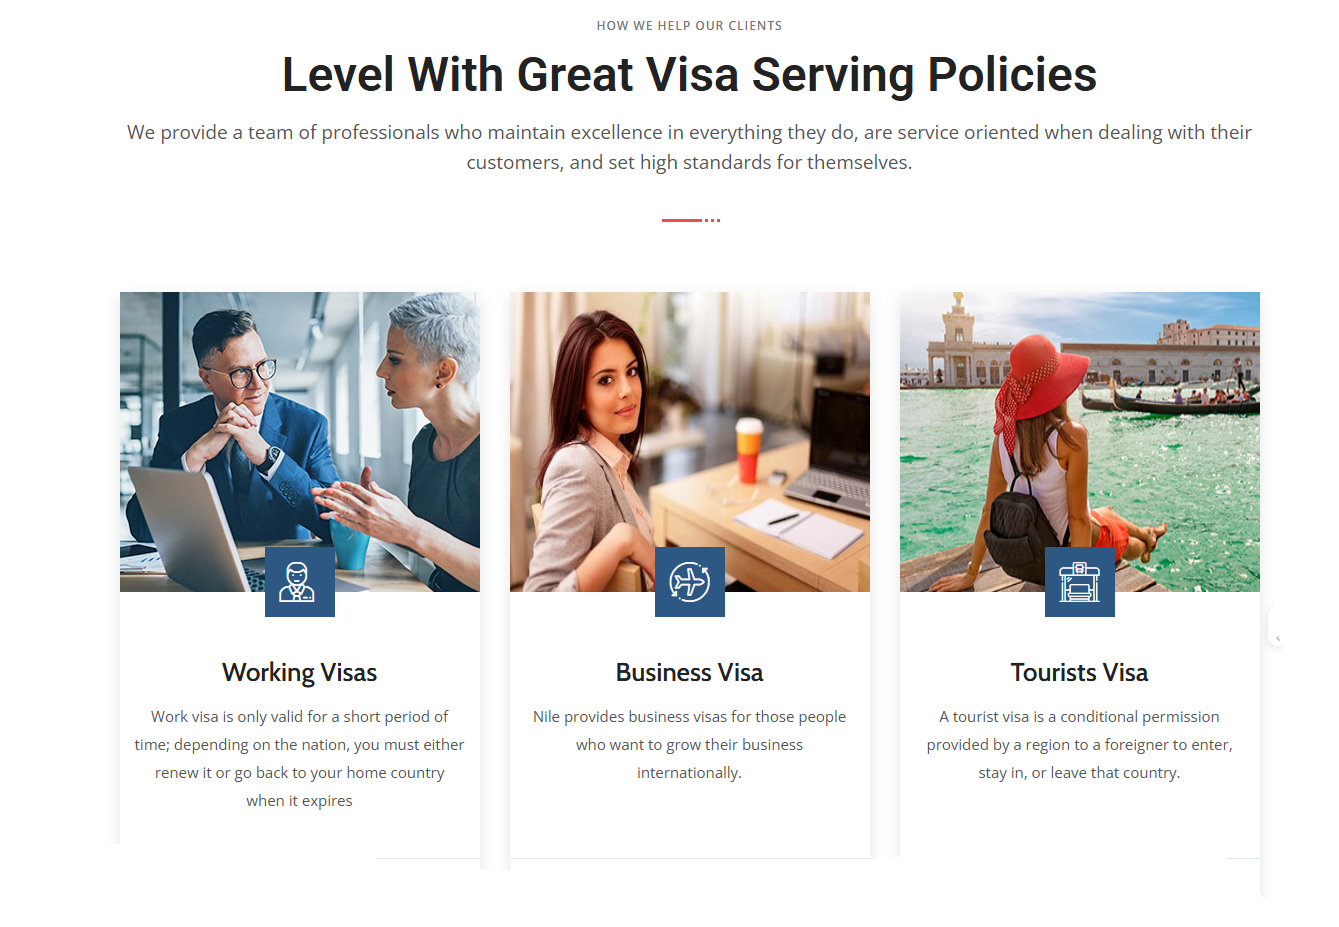 HOW WE HELP OUR CLIENTS
Level With Great Visa Serving Policies
We provide a team of professionals who maintain excellence in everything they do, are service oriented when dealing with their
customers, and set high standards for themselves.
Working Visas
Work visa is only valid for a short period of
time; depending on the nation, you must either
renew it or go back to your home country
when it expires
Business Visa
Nile provides business visas for those people
who want to grow their business
internationally.
Tourists Visa
A tourist visa is a conditional permission
provided by a region to a foreigner to enter,
stay in, or leave that country.